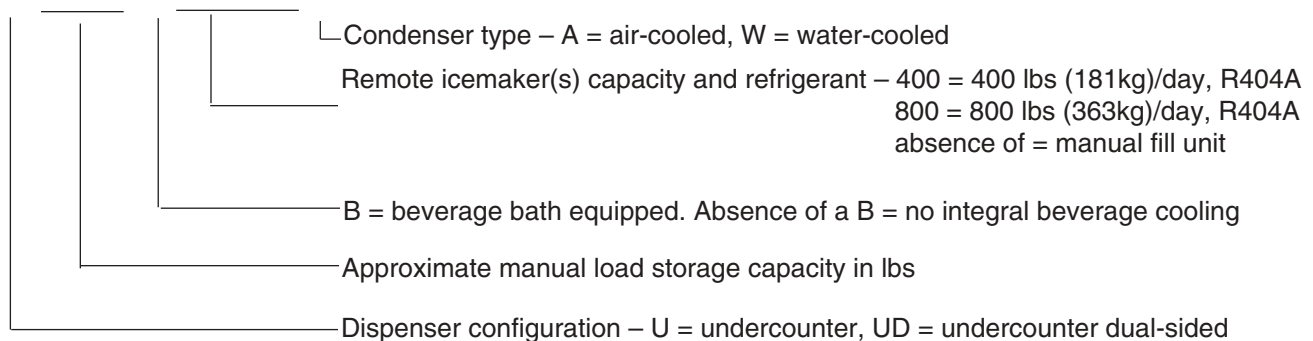 Condenser type – A = air-cooled, W = water-cooled
Remote icemaker(s) capacity and refrigerant – 400 = 400 lbs (181kg)/day, R404A
800 = 800 lbs (363kg)/day, R404A
absence of = manual fill unit
B = beverage bath equipped. Absence of a B = no integral beverage cooling
Approximate manual load storage capacity in lbs
Dispenser configuration – U = undercounter, UD = undercounter dual-sided